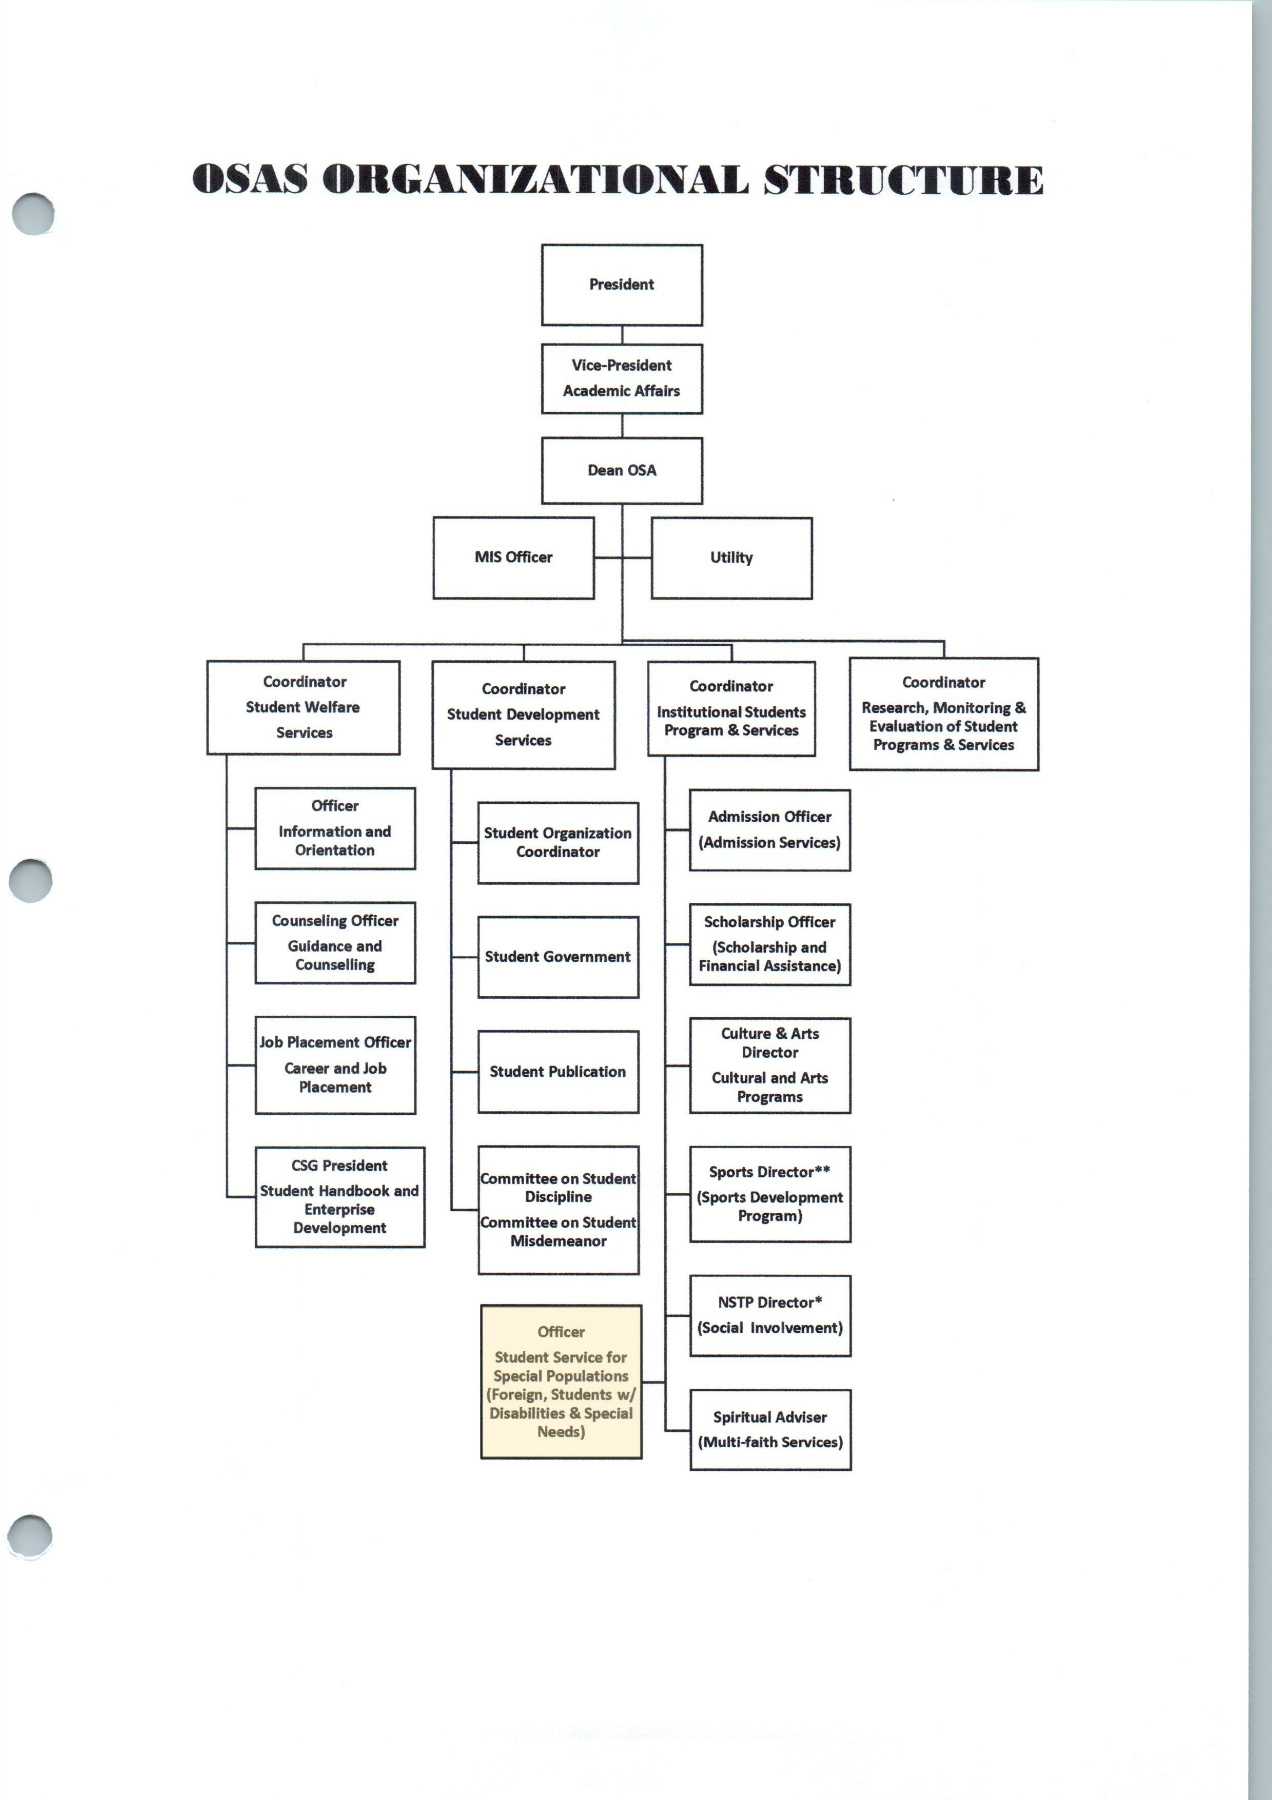 OSAS ORGANIZATIONAL STRUCTURE
President
Vice-President
Academic Affairs
Dean OSA
MIS Officer
Utility
Coordinator
Student Welfare
Services
Coordinator
Student Development
Services
Coordinator
Institutional Students
Program & Services
Coordinator
Research, Monitoring &
Evaluation of Student
Programs & Services
Officer
Information and
Orientation
Counseling Officer
Guidance and
Counselling
Job Placement Officer
Career and Job
Placement
CSG President
Student Handbook and
Enterprise
Development
Student Organization
Coordinator
Student Government
Student Publication
Committee on Student
Discipline
Committee on Student
Misdemeanor
Officer
Student Service for
Special Populations
(Foreign, Students w/
Disabilities & Special
Needs)
Admission Officer
(Admission Services)
Scholarship Officer
(Scholarship and
Financial Assistance)
Culture & Arts
Director
Cultural and Arts
Programs
Sports Director**
(Sports Development
Program)
NSTP Director*
(Social Involvement)
Spiritual Adviser
(Multi-faith Services)